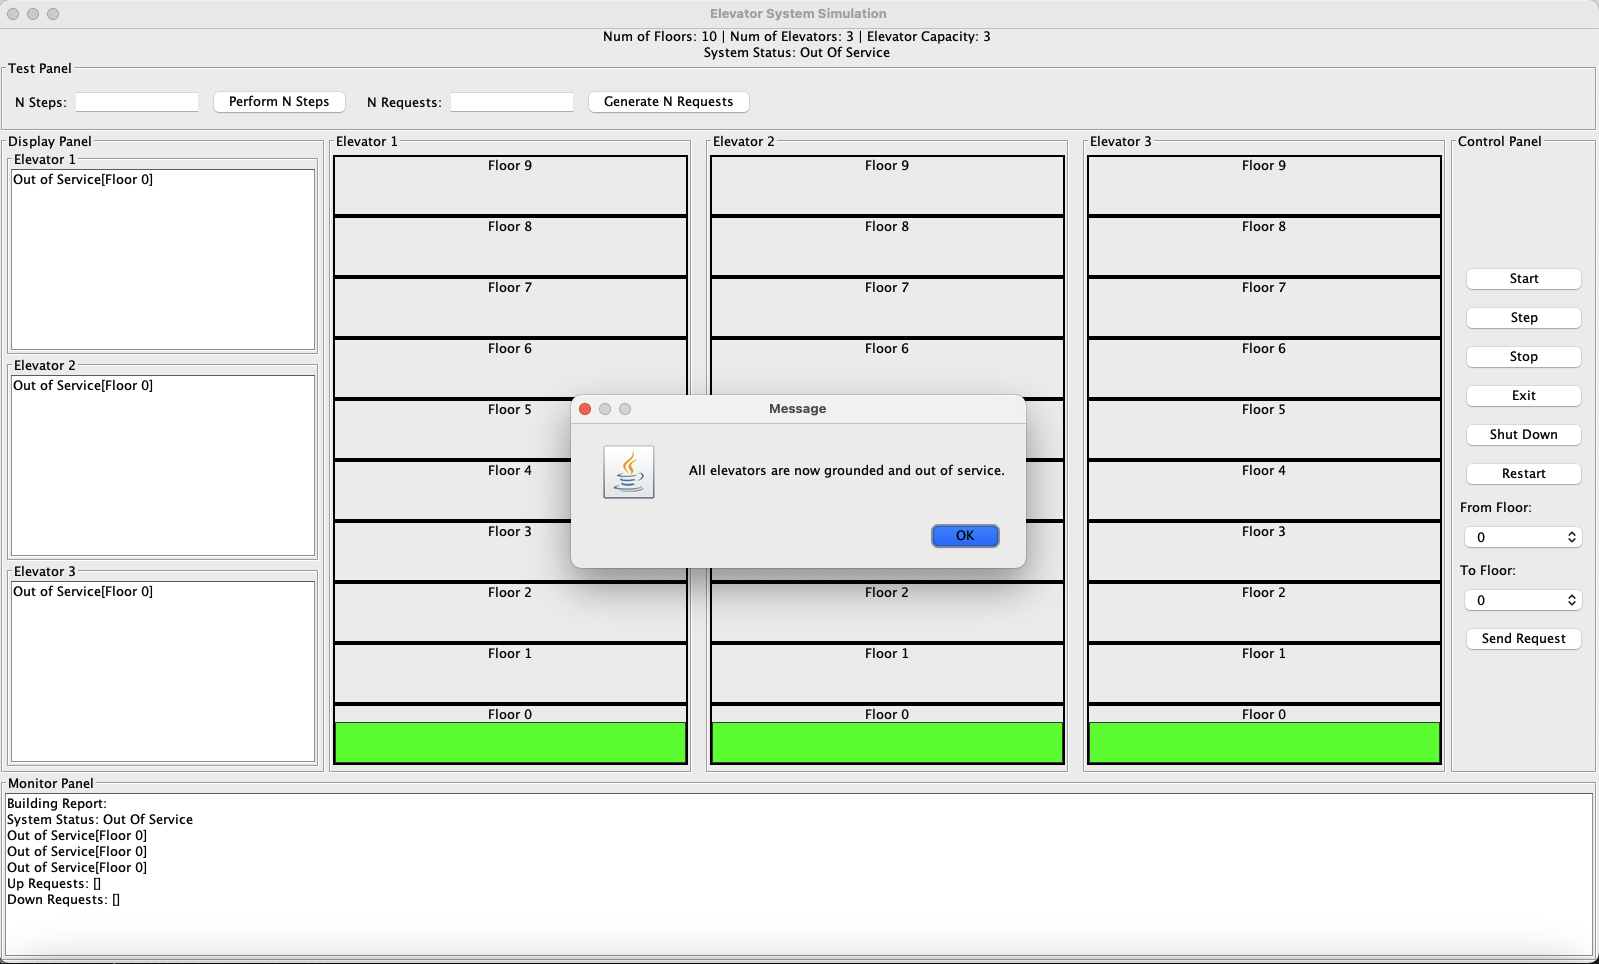 Elevator System Simulation
Num of Floors: 10 | Num of Elevators: 3 | Elevator Capacity: 3
System Status: Out Of Service
Test Panel
N Steps:
Perform N Steps
N Requests:
Generate N Requests
Display Panel
Elevator 1
Out of Service[Floor 0]
Elevator 2
Out of Service[Floor 0]
Elevator 3
Out of Service[Floor 0]
Elevator 1
Floor 9
Floor 8
Floor 7
Floor 6
Floor 5
Floor 4
Floor 3
Floor 2
Floor 1
Floor 0
Elevator 2
Floor 9
Floor 8
Floor 7
Floor 6
Floor 2
Floor 1
Floor 0
Elevator 3
Floor 9
Floor 8
Floor 7
Floor 6
Floor 5
Floor 4
Floor 3
Floor 2
Floor 1
Floor 0
Message
All elevators are now grounded and out of service.
OK
Control Panel
Start
Step
Stop
Exit
Shut Down
Restart
From Floor:
0
To Floor:
0
Send Request
Monitor Panel
Building Report:
System Status: Out Of Service
Out of Service[Floor 0]
Out of Service[Floor 0]
Out of Service[Floor 0]
Up Requests: []
Down Requests: []